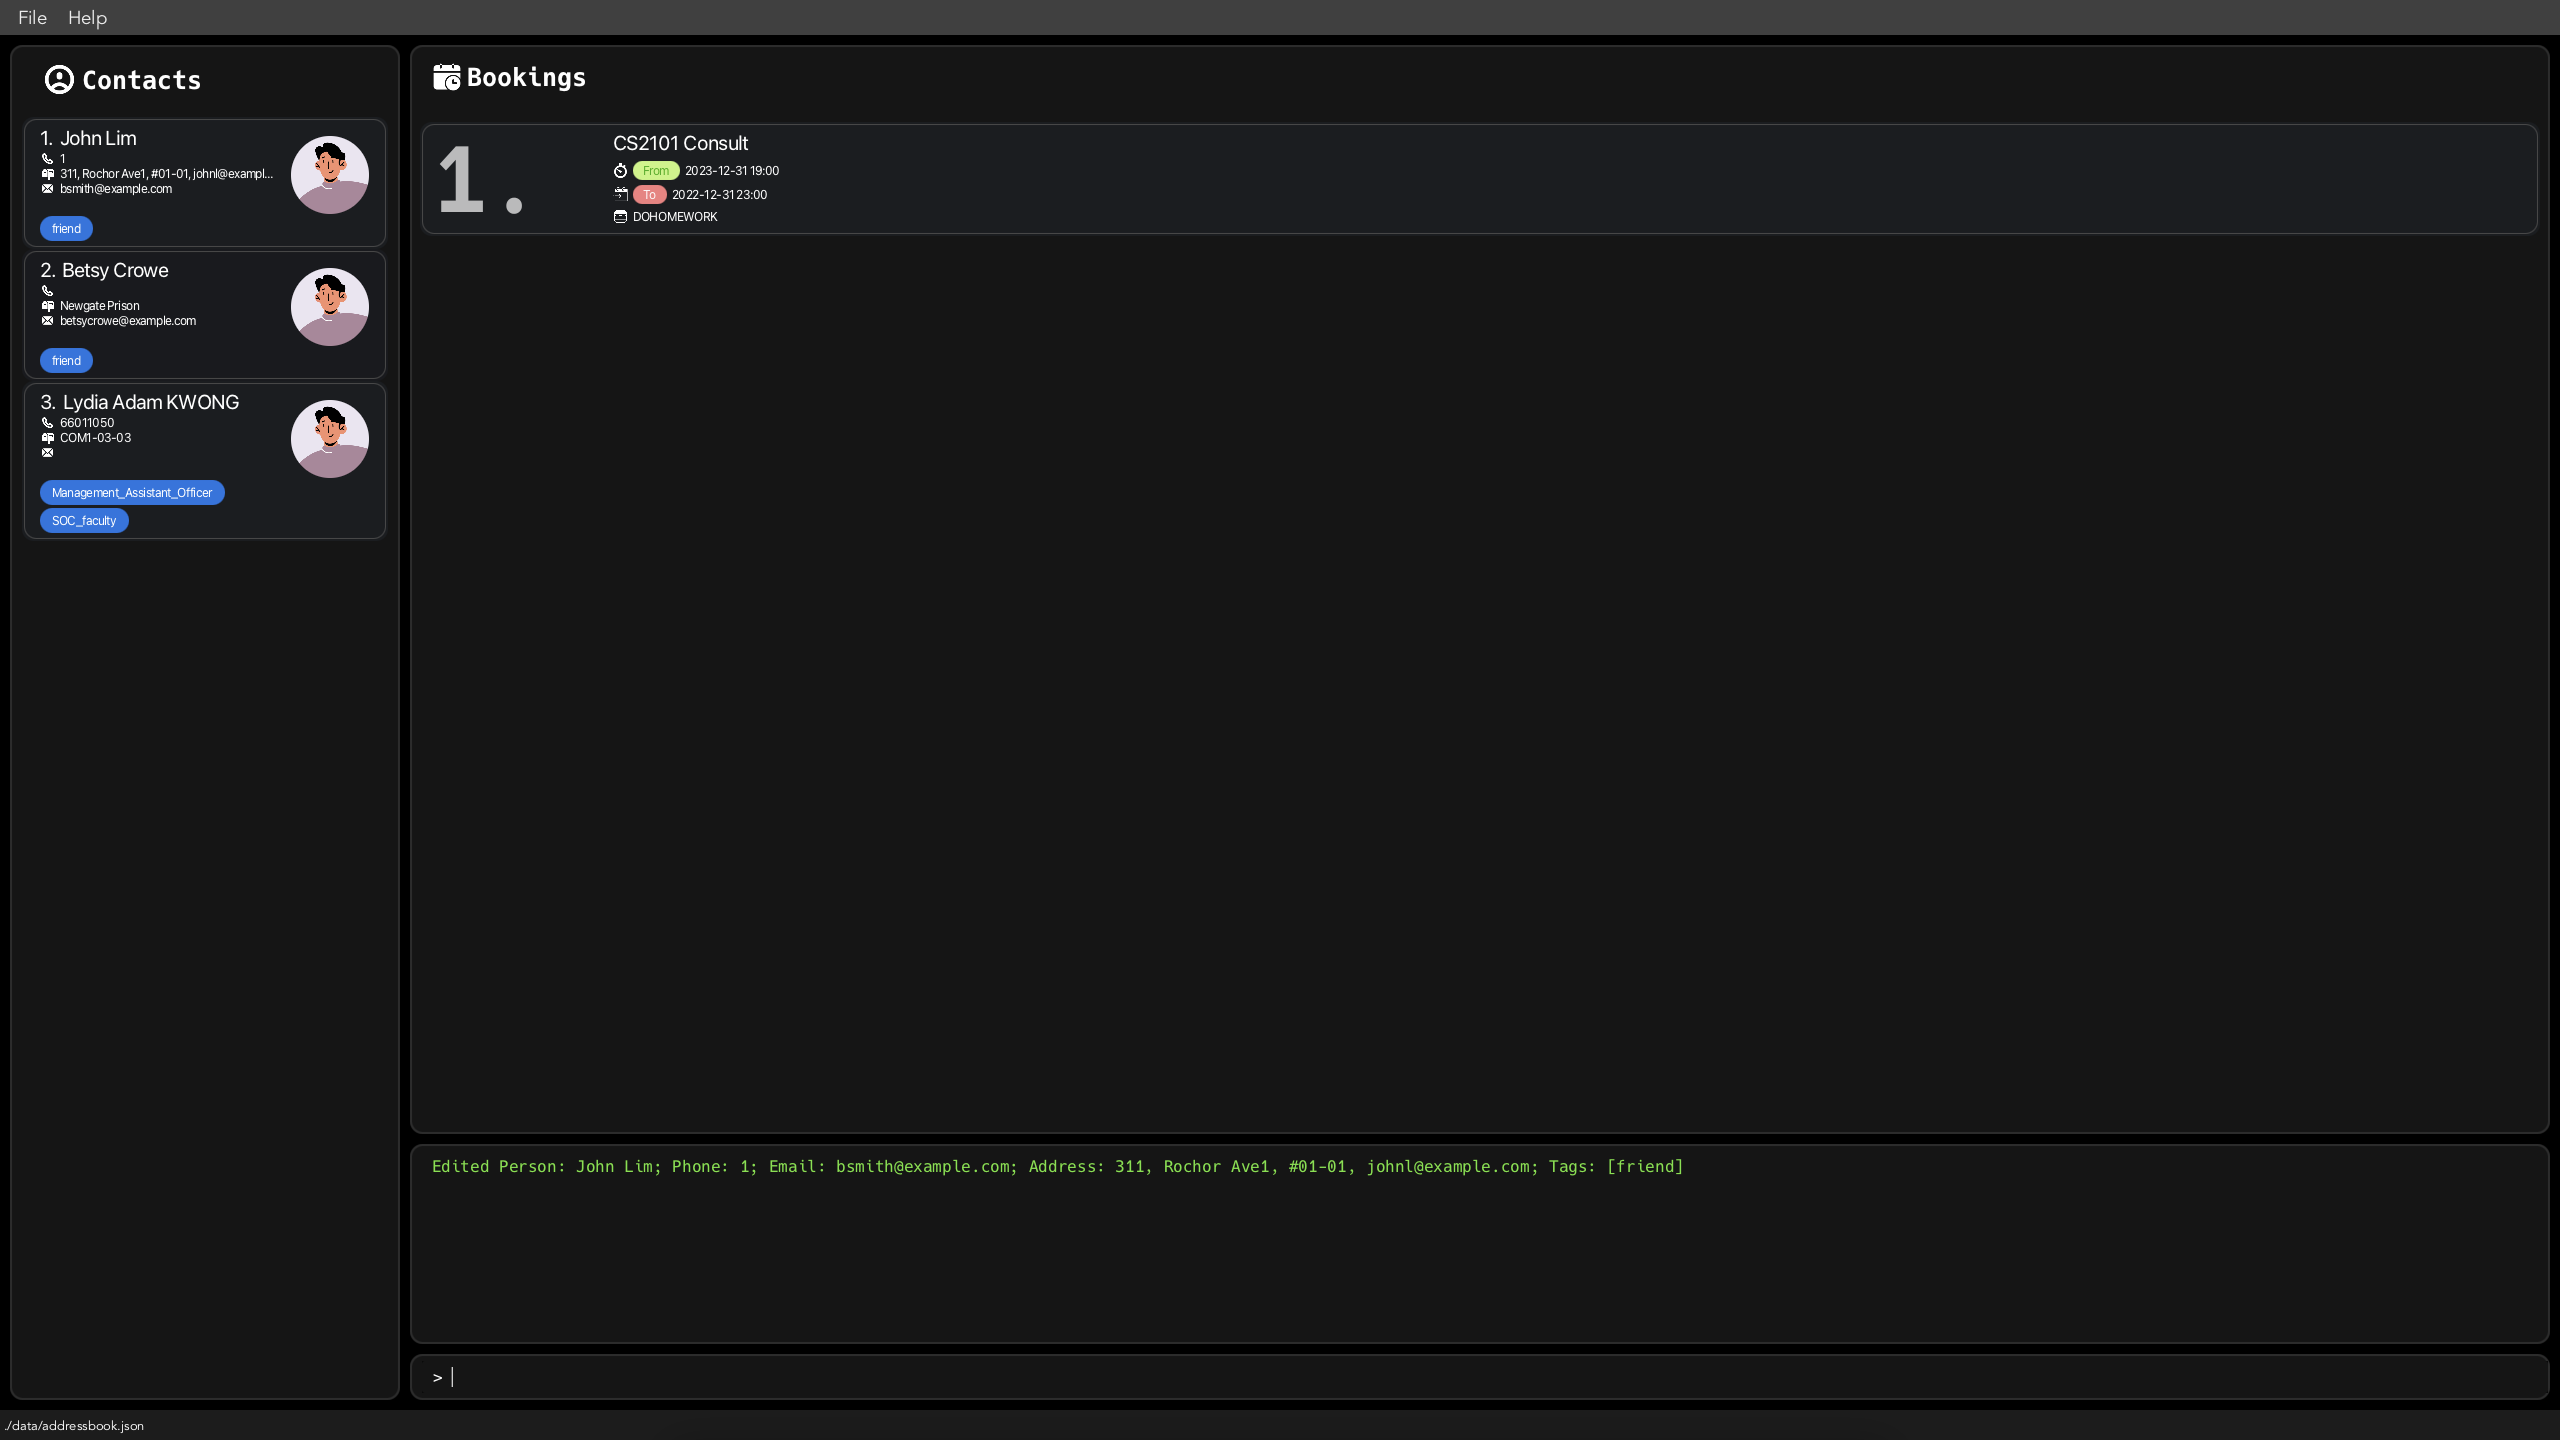 File Help
Contacts
1. John Lim
1
311, Rochor Ave1, #01-01, johnl@exampl...
bsmith@example.com
friend
2. Betsy Crowe
Newgate Prison
betsycrowe@example.com
friend
3. Lydia Adam KWONG
66011050
COM1-03-03
Management_Assistant_Officer
SOC_faculty
Bookings
1.
CS2101 Consult
From 2023-12-31 19:00
To 2022-12-31 23:00
DOHOMEWORK
Edited Person: John Lim; Phone: 1; Email: bsmith@example.com; Address: 311, Rochor Ave1, #01-01, johnl@example.com; Tags: [friend]
>
./data/addressbook.json